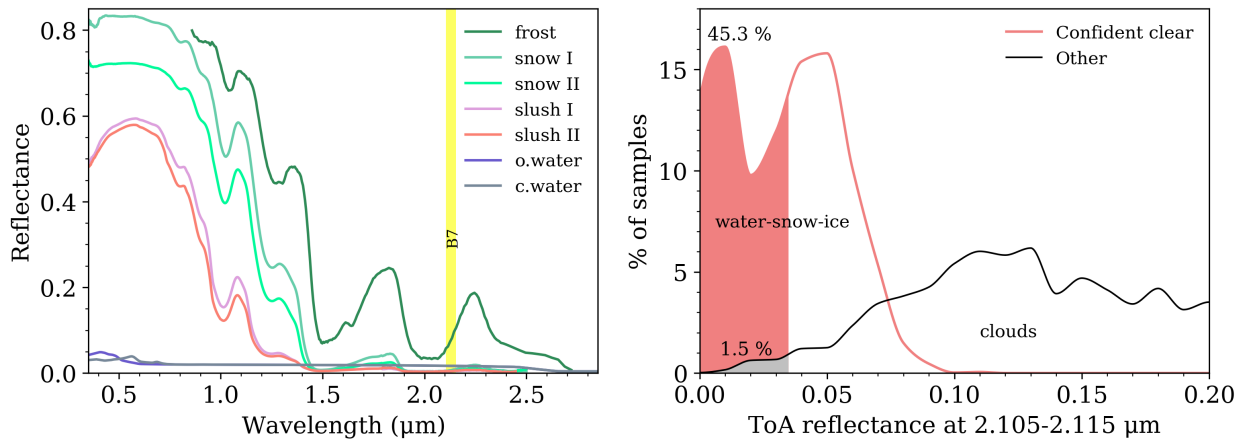 0.8
0.6
0.4
0.2
0.0
Reflectance
0.5
1.0
1.5
2.0
2.5
Wavelength (μm)
frost
snow I
snow II
slush I
slush II
o.water
c.water
B7
15
10
5
0
% of samples
0.00
0.05
0.10
0.15
0.20
ToA reflectance at 2.105-2.115 μm
45.3 %
Confident clear
Other
water-snow-ice
clouds
1.5 %